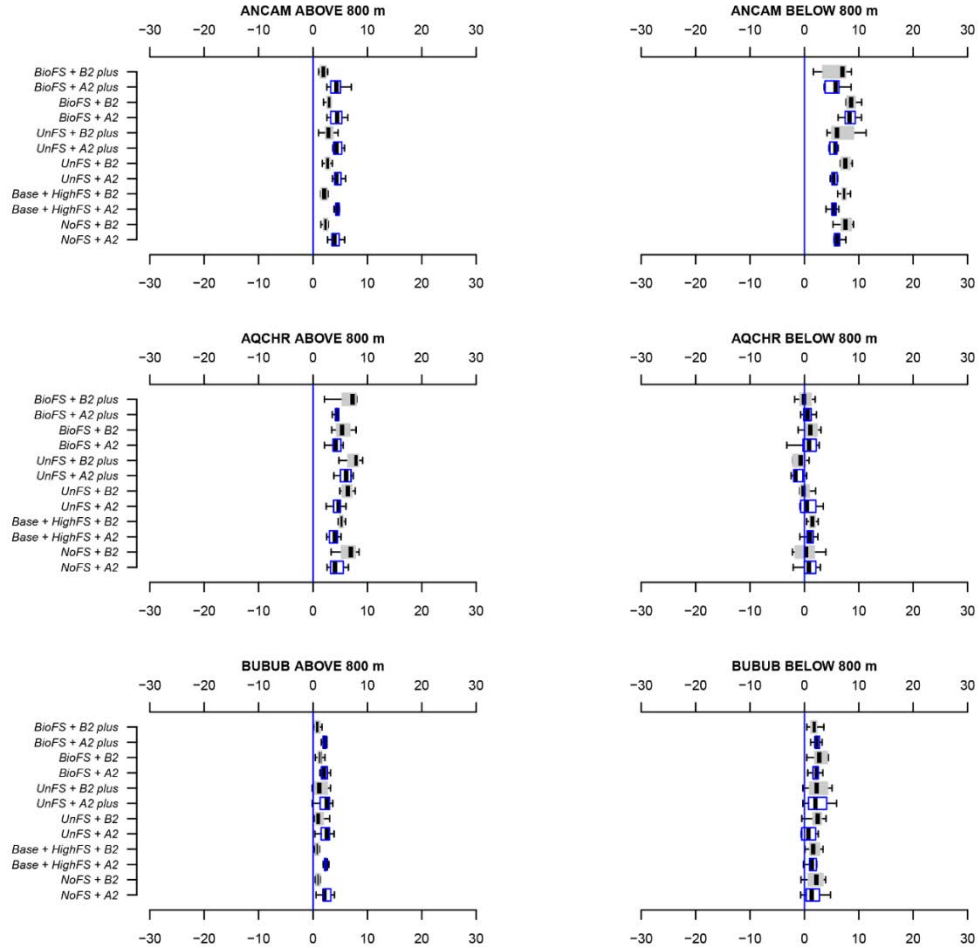 ANCAM ABOVE 800 m
−30 −20 −10 0 10 20 30
BioFS + B2 plus
BioFS + A2 plus
BioFS + B2
BioFS + A2
UnFS + B2 plus
UnFS + A2 plus
UnFS + B2
UnFS + A2
Base + HighFS + B2
Base + HighFS + A2
NoFS + B2
NoFS + A2
−30 −20 −10 0 10 20 30
ANCAM BELOW 800 m
−30 −20 −10 0 10 20 30
−30 −20 −10 0 10 20 30
AQCHR ABOVE 800 m
−30 −20 −10 0 10 20 30
BioFS + B2 plus
BioFS + A2 plus
BioFS + B2
BioFS + A2
UnFS + B2 plus
UnFS + A2 plus
UnFS + B2
UnFS + A2
Base + HighFS + B2
Base + HighFS + A2
NoFS + B2
NoFS + A2
−30 −20 −10 0 10 20 30
AQCHR BELOW 800 m
−30 −20 −10 0 10 20 30
−30 −20 −10 0 10 20 30
BUBUB ABOVE 800 m
−30 −20 −10 0 10 20 30
BioFS + B2 plus
BioFS + A2 plus
BioFS + B2
BioFS + A2
UnFS + B2 plus
UnFS + A2 plus
UnFS + B2
UnFS + A2
Base + HighFS + B2
Base + HighFS + A2
NoFS + B2
NoFS + A2
−30 −20 −10 0 10 20 30
BUBUB BELOW 800 m
−30 −20 −10 0 10 20 30
−30 −20 −10 0 10 20 30